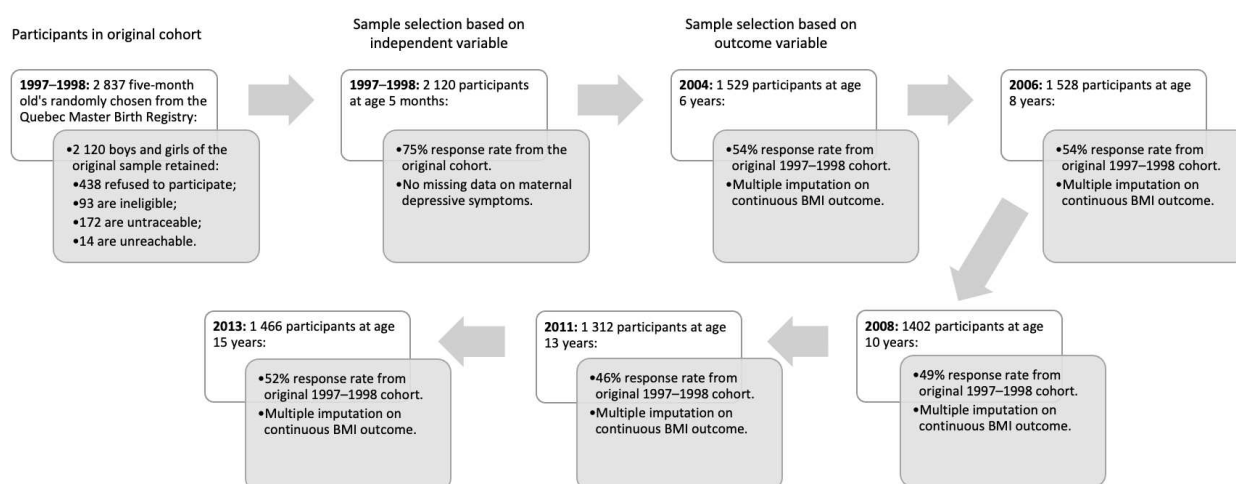 Participants in original cohort
Sample selection based on
independent variable
Sample selection based on
outcome variable
1997–1998: 2 837 five-month
old's randomly chosen from the
Quebec Master Birth Registry:
•2 120 boys and girls of the
original sample retained:
•438 refused to participate;
•93 are ineligible;
•172 are untraceable;
•14 are unreachable.
1997–1998: 2 120 participants
at age 5 months:
•75% response rate from the
original cohort.
•No missing data on maternal
depressive symptoms.
2004: 1 529 participants at age
6 years:
•54% response rate from
original 1997–1998 cohort.
•Multiple imputation on
continuous BMI outcome.
2006: 1 528 participants at age
8 years:
•54% response rate from
original 1997–1998 cohort.
•Multiple imputation on
continuous BMI outcome.
2008: 1402 participants at age
10 years:
•49% response rate from
original 1997–1998 cohort.
•Multiple imputation on
continuous BMI outcome.
2011: 1 312 participants at age
13 years:
•46% response rate from
original 1997–1998 cohort.
•Multiple imputation on
continuous BMI outcome.
2013: 1 466 participants at age
15 years:
•52% response rate from
original 1997–1998 cohort.
•Multiple imputation on
continuous BMI outcome.